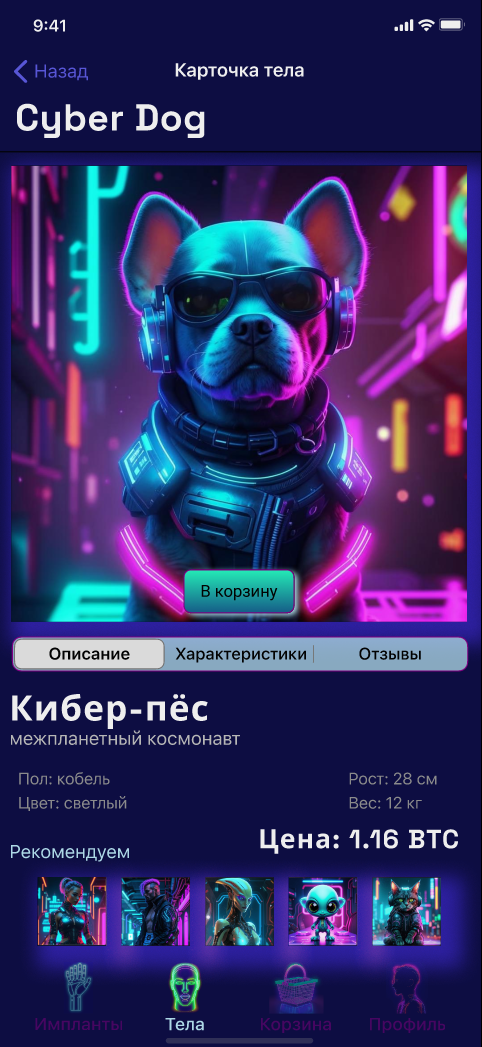 9:41
Назад
Карточка тела
Cyber Dog
В корзину
Описание
Характеристики
Отзывы
Кибер-пёс
межпланетный космонавт
Пол: кобель
Рост: 28 см
Цвет: светлый
Вес: 12 кг
Цена: 1.16 BTC
Рекомендуем
Импланты
Тела
Корзина
Профиль